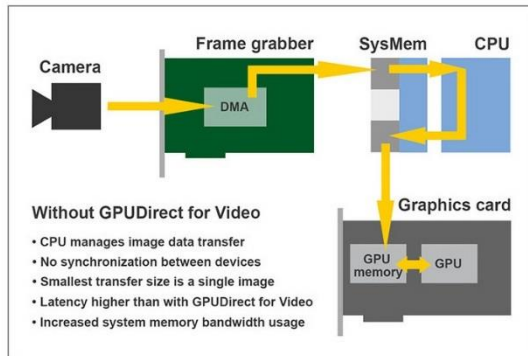 Frame grabber
SysMem
CPU
Camera
DMA
Without GPUDirect for Video
• CPU manages image data transfer
• No synchronization between devices
• Smallest transfer size is a single image
• Latency higher than with GPUDirect for Video
• Increased system memory bandwidth usage
Graphics card
GPU
memory
GPU